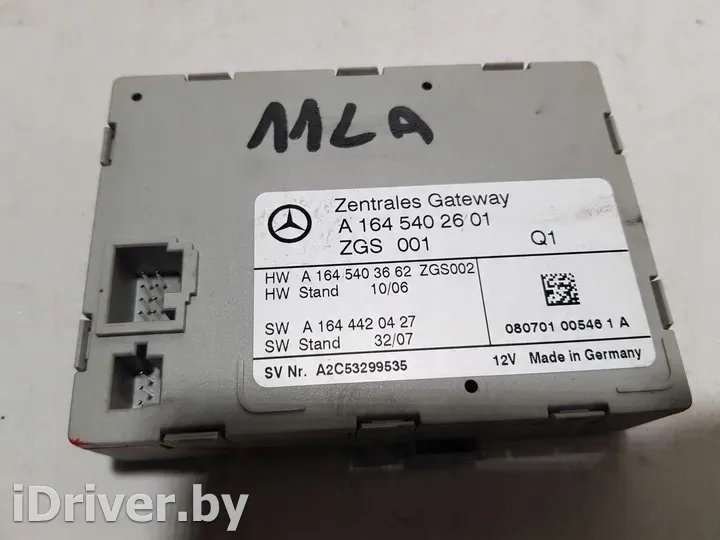 11LA
Zentrales Gateway
A 164 540 26 01
ZGS 001
Q1
HW A 164 540 36 62 ZGS002
HW Stand 10/06
SW A 164 442 04 27
SW Stand 32/07
080701 00546 1 A
SV Nr. A2C53299535
12V Made in Germany
iDriver.by